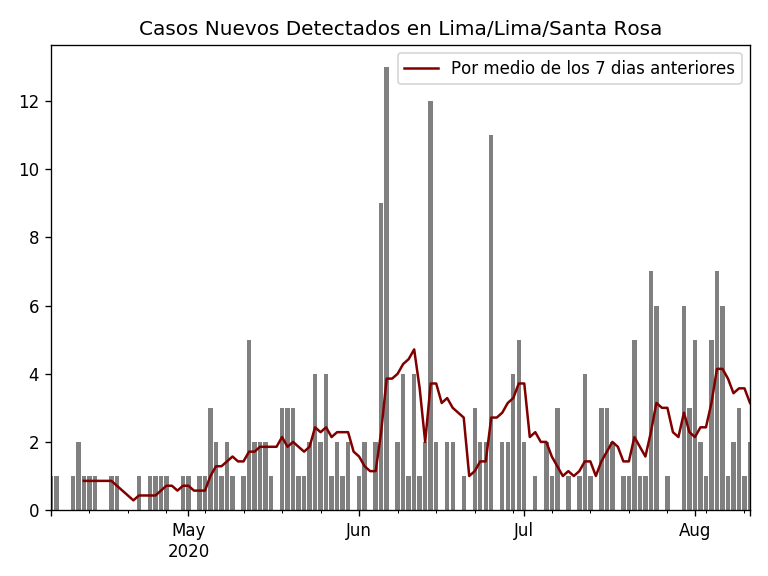 Casos Nuevos Detectados en Lima/Lima/Santa Rosa
Por medio de los 7 dias anteriores
12
10
8
6
4
2
0
May
2020
Jun
Jul
Aug